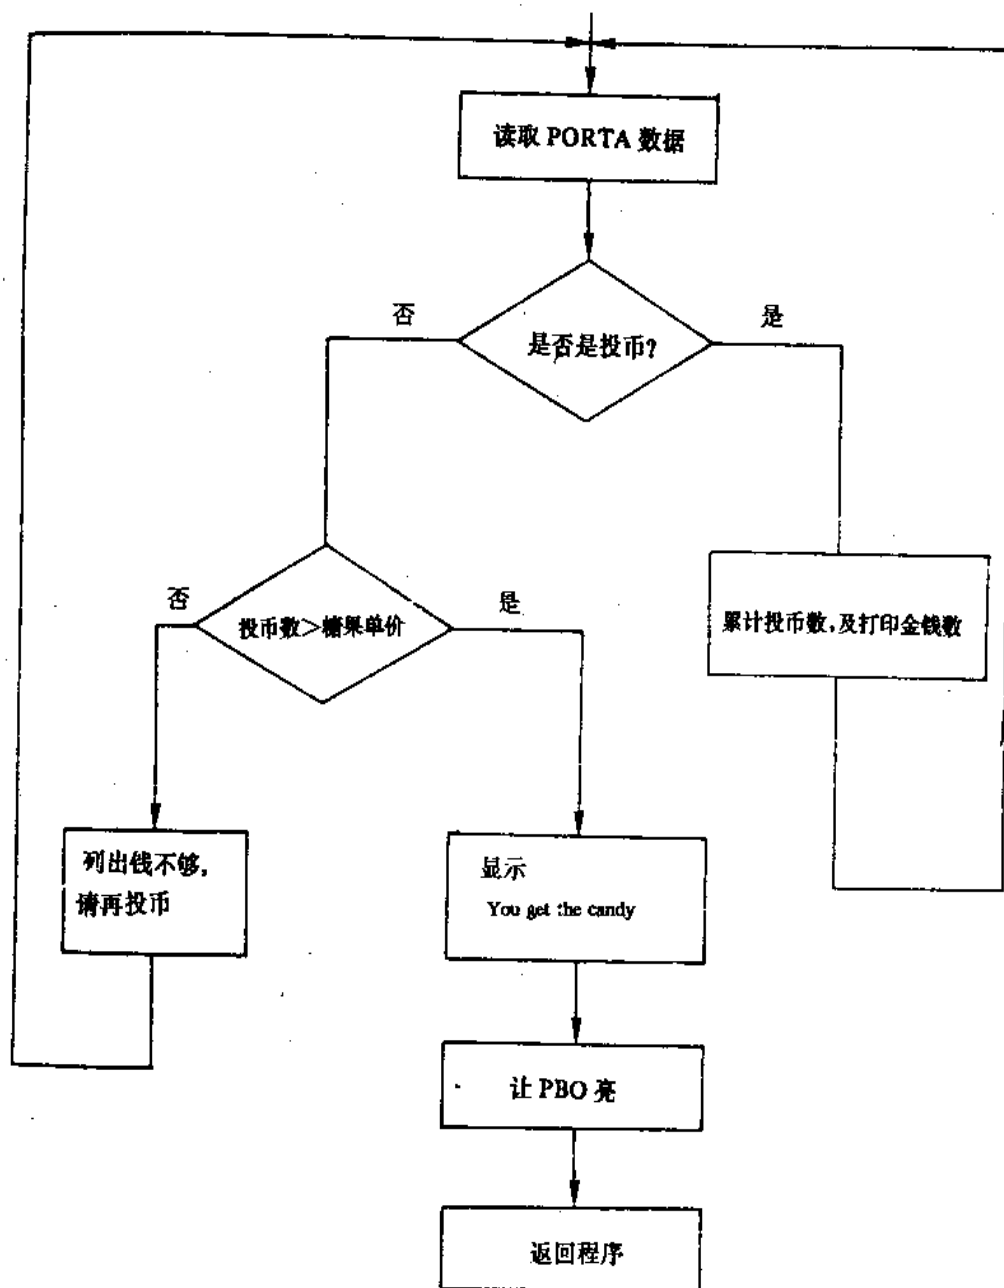 读取 PORTA 数据
是否是投币?
否
是
投币数>糖果单价
否
是
累计投币数,及打印金钱数
列出钱不够,
请再投币
显示
You get the candy
让 PBO 亮
返回程序